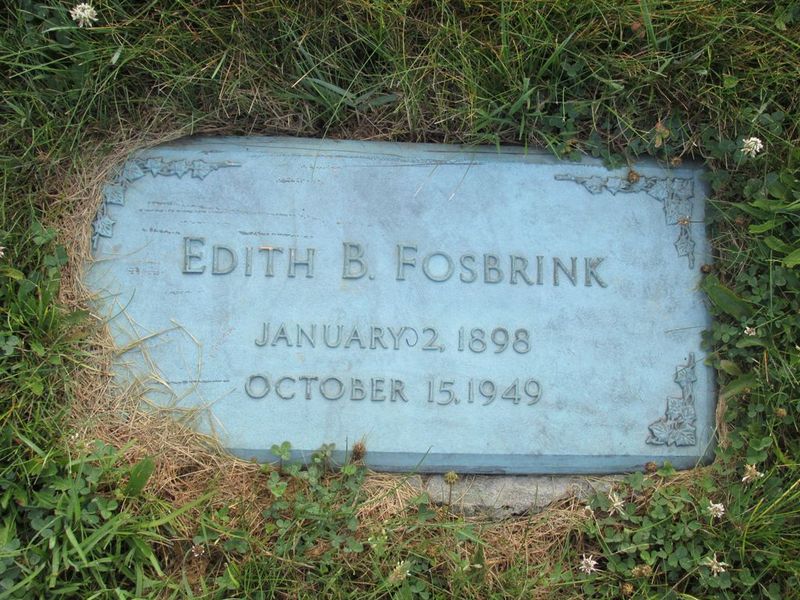 EDITH B. FOSBRINK
JANUARY 2, 1898
OCTOBER 15, 1949